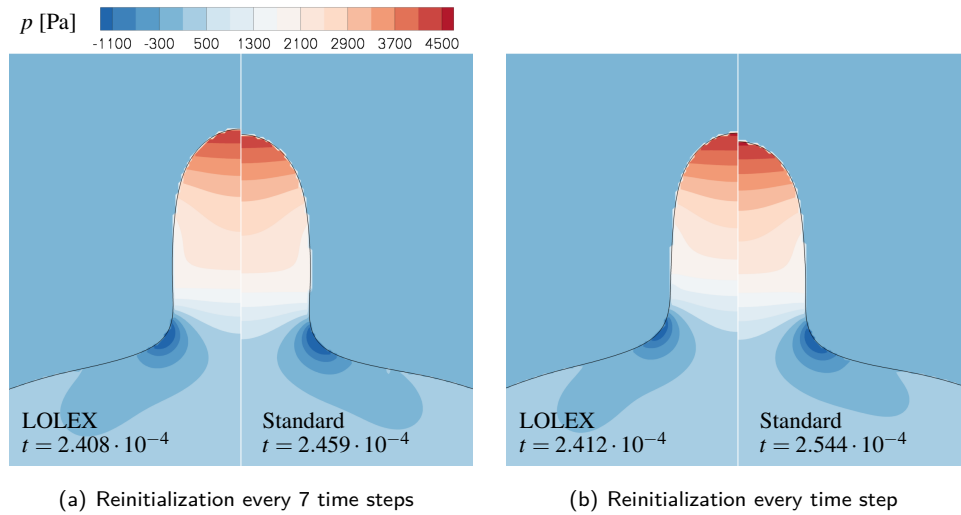 p [Pa]
-1100 -300 500 1300 2100 2900 3700 4500
LOLEX
t = 2.408 · 10⁻⁴
Standard
t = 2.459 · 10⁻⁴
LOLEX
t = 2.412 · 10⁻⁴
Standard
t = 2.544 · 10⁻⁴
(a) Reinitialization every 7 time steps
(b) Reinitialization every time step